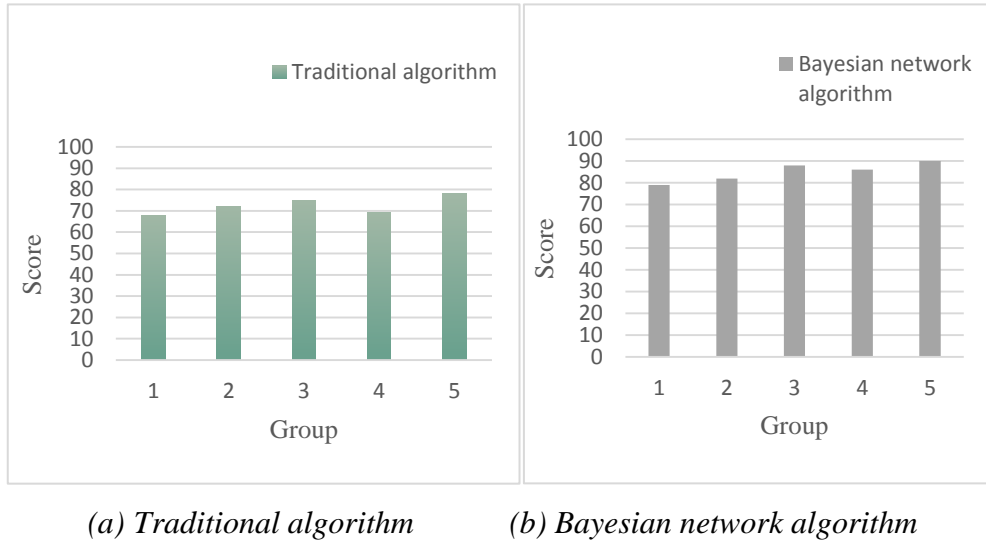 Traditional algorithm
100
90
80
70
60
50
40
30
20
10
0
Score
1 2 3 4 5
Group
Bayesian network
algorithm
100
90
80
70
60
50
40
30
20
10
0
Score
1 2 3 4 5
Group
(a) Traditional algorithm
(b) Bayesian network algorithm